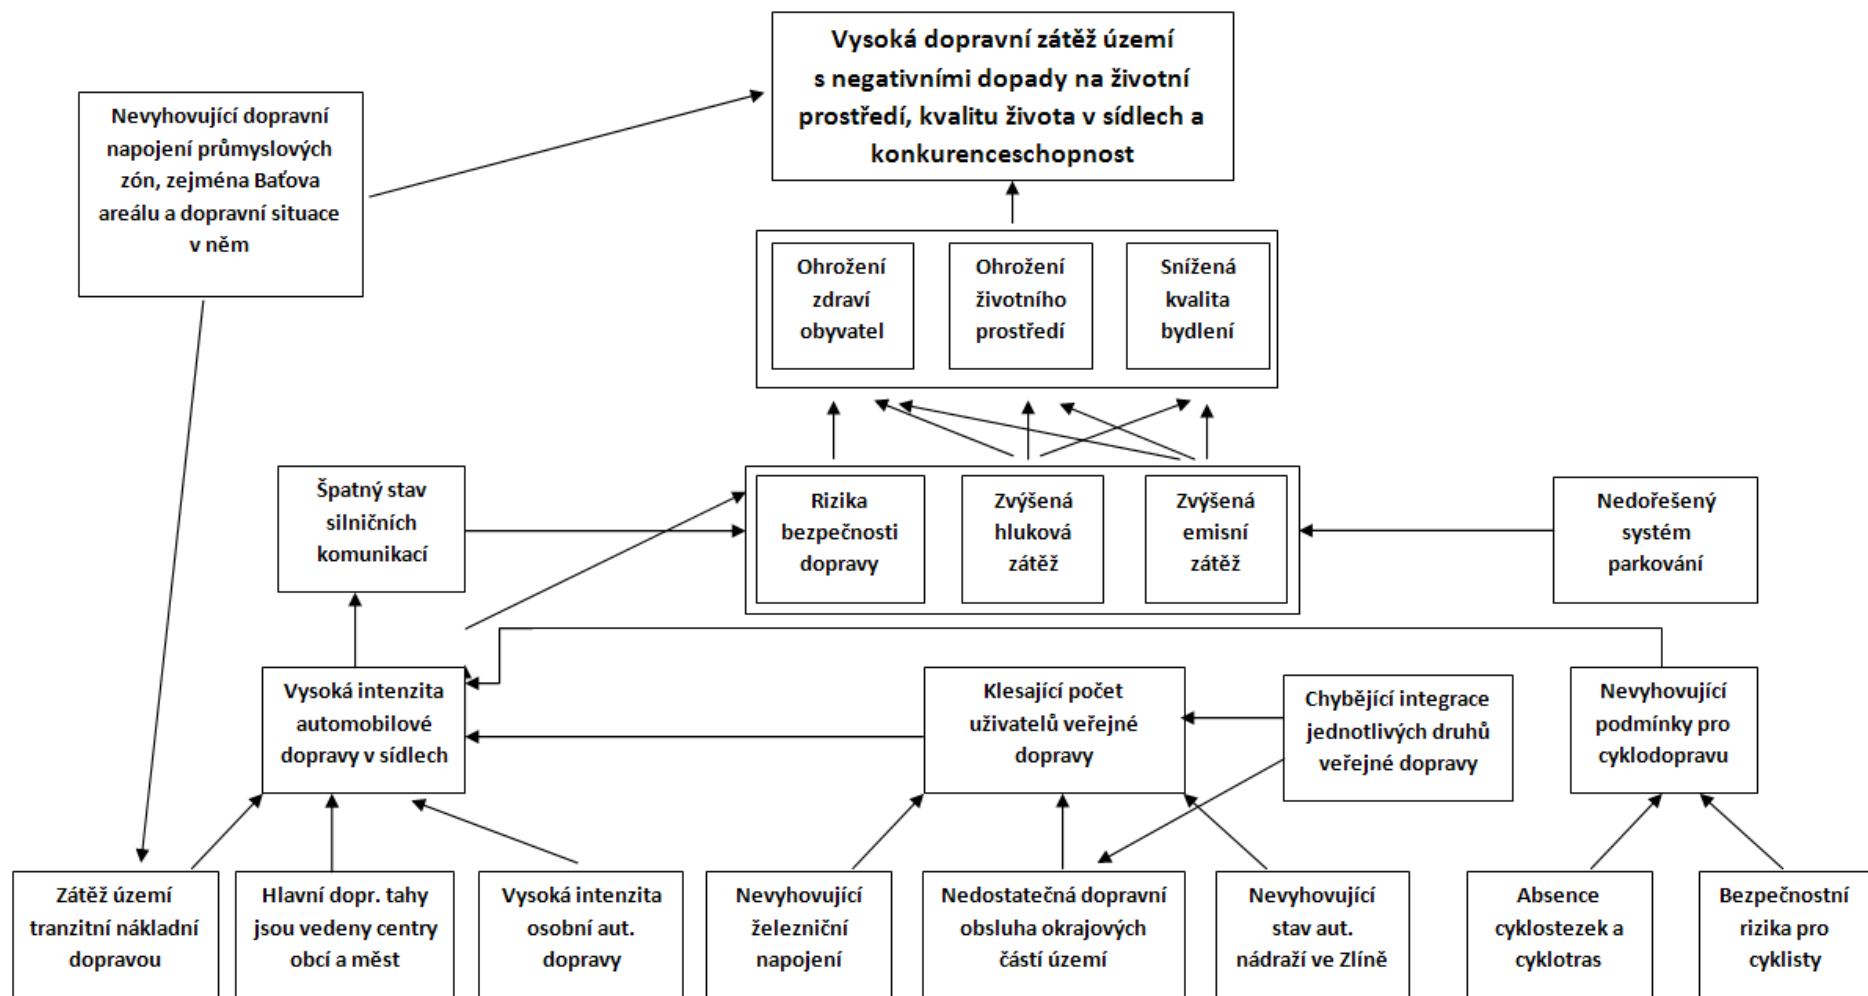 Vysoká dopravní zátěž území
s negativními dopady na životní
prostředí, kvalitu života v sídlech a
konkurenceschopnost
Nevyhovující dopravní
napojení průmyslových
zón, zejména Baťova
areálu a dopravní situace
v něm
Ohrožení
zdraví
obyvatel
Ohrožení
životního
prostředí
Snížená
kvalita
bydlení
Špatný stav
silničních
komunikací
Rizika
bezpečnosti
dopravy
Zvýšená
hluková
zátěž
Zvýšená
emisní
zátěž
Nedořešený
systém
parkování
Vysoká intenzita
automobilové
dopravy v sídlech
Klesající počet
uživatelů veřejné
dopravy
Chybějící integrace
jednotlivých druhů
veřejné dopravy
Nevyhovující
podmínky pro
cyklodopravu
Zátěž území
tranzitní nákladní
dopravou
Hlavní dopr. tahy
jsou vedeny centry
obcí a měst
Vysoká intenzita
osobní aut.
dopravy
Nevyhovující
železniční
napojení
Nedostatečná dopravní
obsluha okrajových
částí území
Nevyhovující
stav aut.
nádraží ve Zlíně
Absence
cyklostezek a
cyklotras
Bezpečnostní
rizika pro
cyklisty